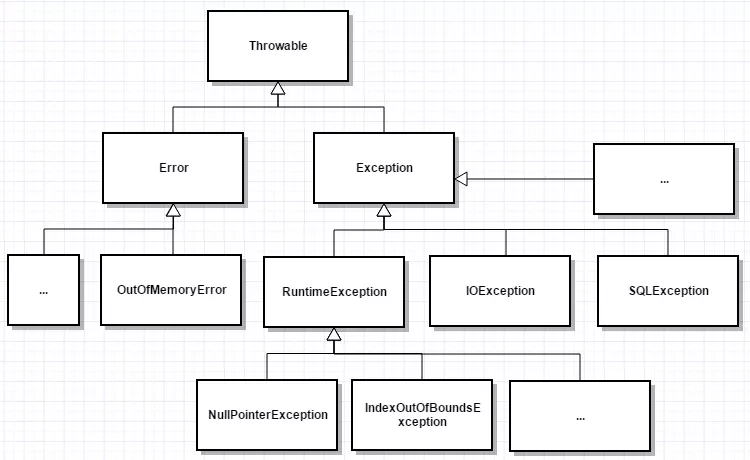 Throwable
Error
Exception
...
...
OutOfMemoryError
RuntimeException
IOException
SQLException
NullPointerException
IndexOutOfBoundsE
xception
...